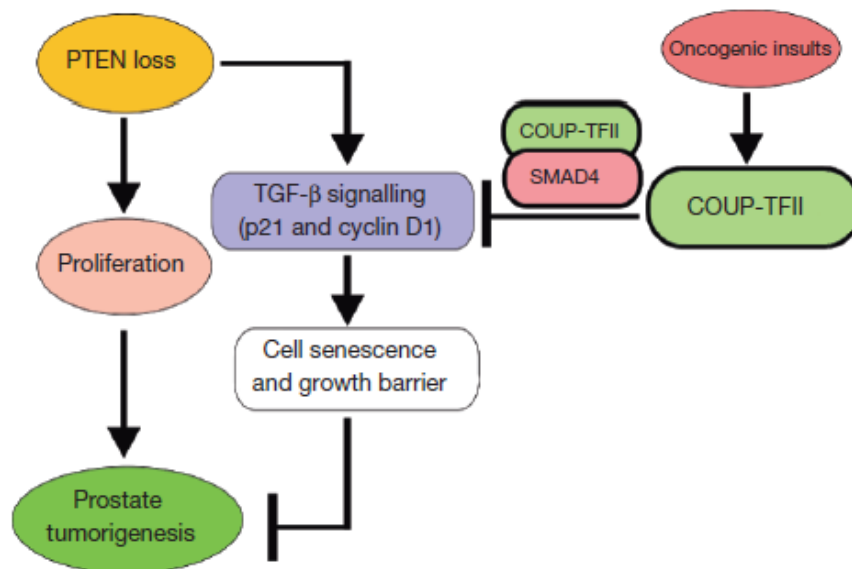 PTEN loss
Oncogenic insults
COUP-TFII
SMAD4
TGF-β signalling
(p21 and cyclin D1)
COUP-TFII
Proliferation
Cell senescence
and growth barrier
Prostate
tumorigenesis